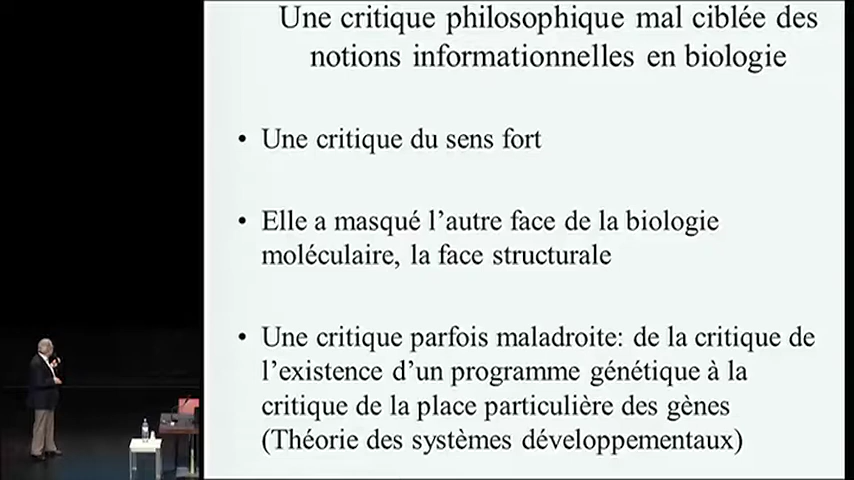 Une critique philosophique mal ciblée des
notions informationnelles en biologie
• Une critique du sens fort
• Elle a masqué l’autre face de la biologie
moléculaire, la face structurale
• Une critique parfois maladroite: de la critique de
l’existence d’un programme génétique à la
critique de la place particulière des gènes
(Théorie des systèmes développementaux)